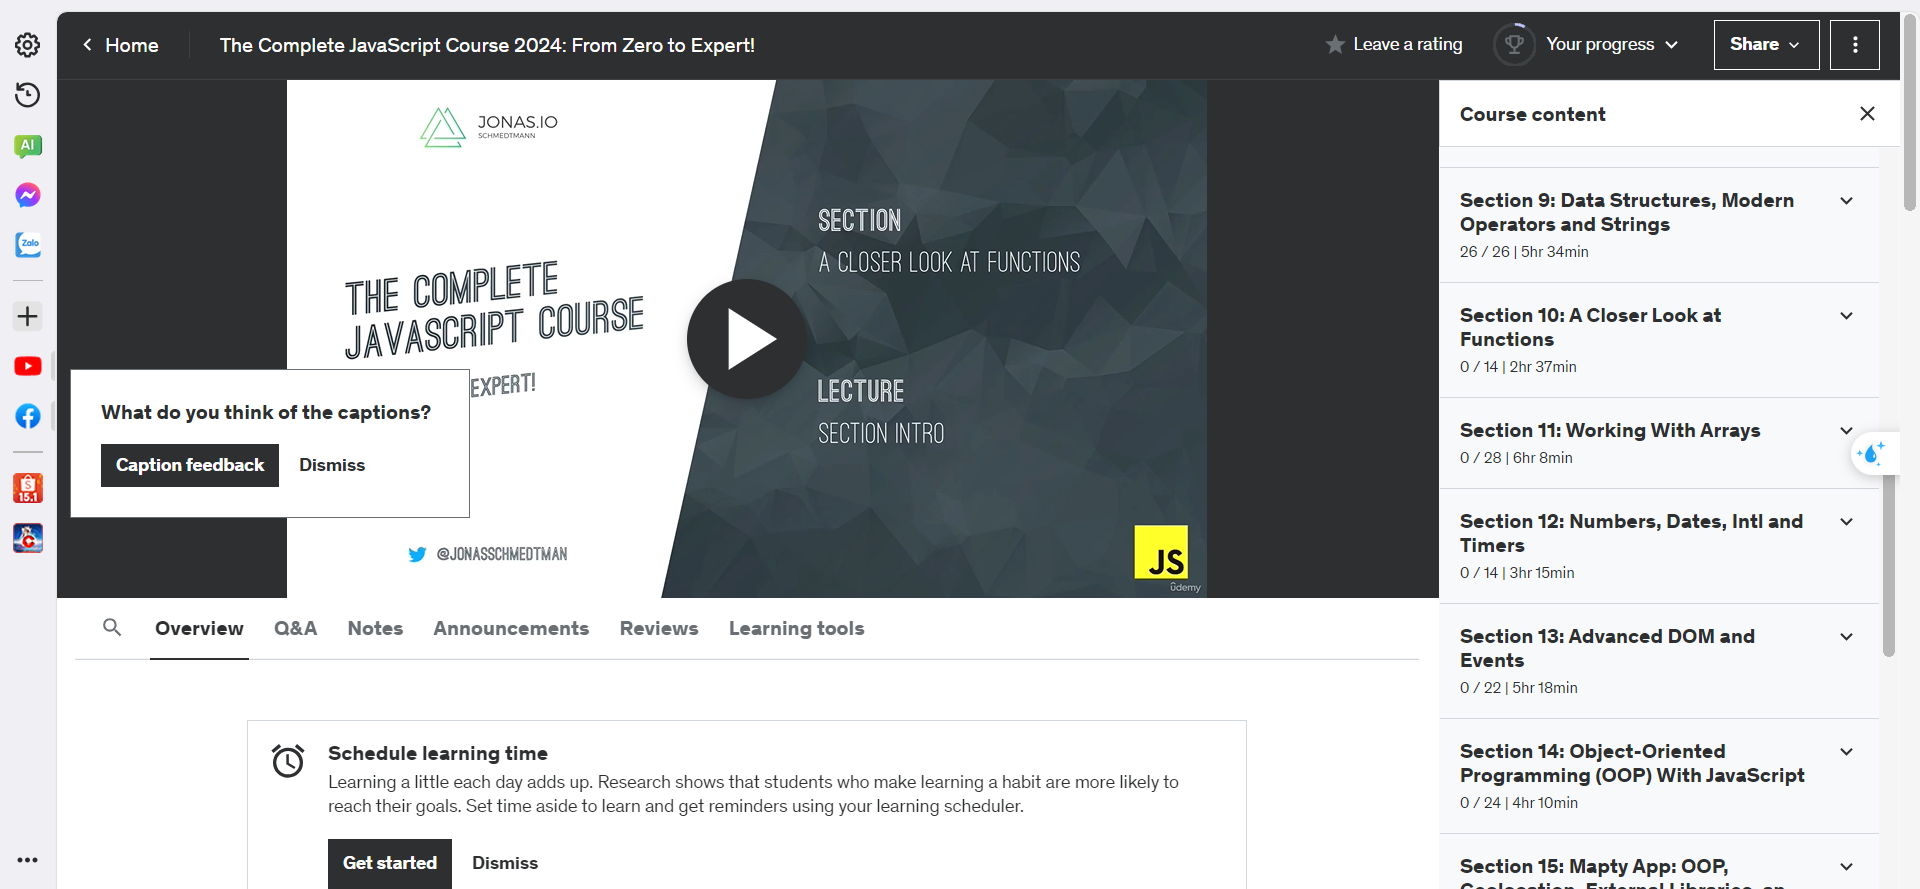 Home
The Complete JavaScript Course 2024: From Zero to Expert!
Leave a rating
Your progress
Share
AI
Zalo
15.1
JONAS.IO
SCHMEDTMANN
THE COMPLETE
JAVASCRIPT COURSE
EXPERT!
@JONASSCHMEDTMAN
SECTION
A CLOSER LOOK AT FUNCTIONS
LECTURE
SECTION INTRO
JS
ûdemy
What do you think of the captions?
Caption feedback
Dismiss
Course content
Section 9: Data Structures, Modern
Operators and Strings
26 / 26 | 5hr 34min
Section 10: A Closer Look at
Functions
0 / 14 | 2hr 37min
Section 11: Working With Arrays
0 / 28 | 6hr 8min
Section 12: Numbers, Dates, Intl and
Timers
0 / 14 | 3hr 15min
Section 13: Advanced DOM and
Events
0 / 22 | 5hr 18min
Section 14: Object-Oriented
Programming (OOP) With JavaScript
0 / 24 | 4hr 10min
Section 15: Mapty App: OOP,
Geolocation, External Libraries, an
Overview
Q&A
Notes
Announcements
Reviews
Learning tools
Schedule learning time
Learning a little each day adds up. Research shows that students who make learning a habit are more likely to
reach their goals. Set time aside to learn and get reminders using your learning scheduler.
Get started
Dismiss